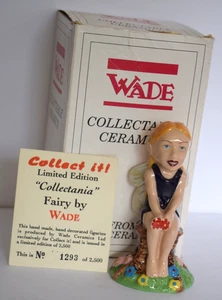 WADE
COLLECTA
CERAM
FROM
CERA
Collect it!
Limited Edition
"Collectania"
Fairy by
WADE
This hand made, hand decorated figurine
is produced by Wade Ceramics Ltd
exclusively for Collect it! and is issued in
a limited edition of 2,500
This is Nº 1293 of 2,500